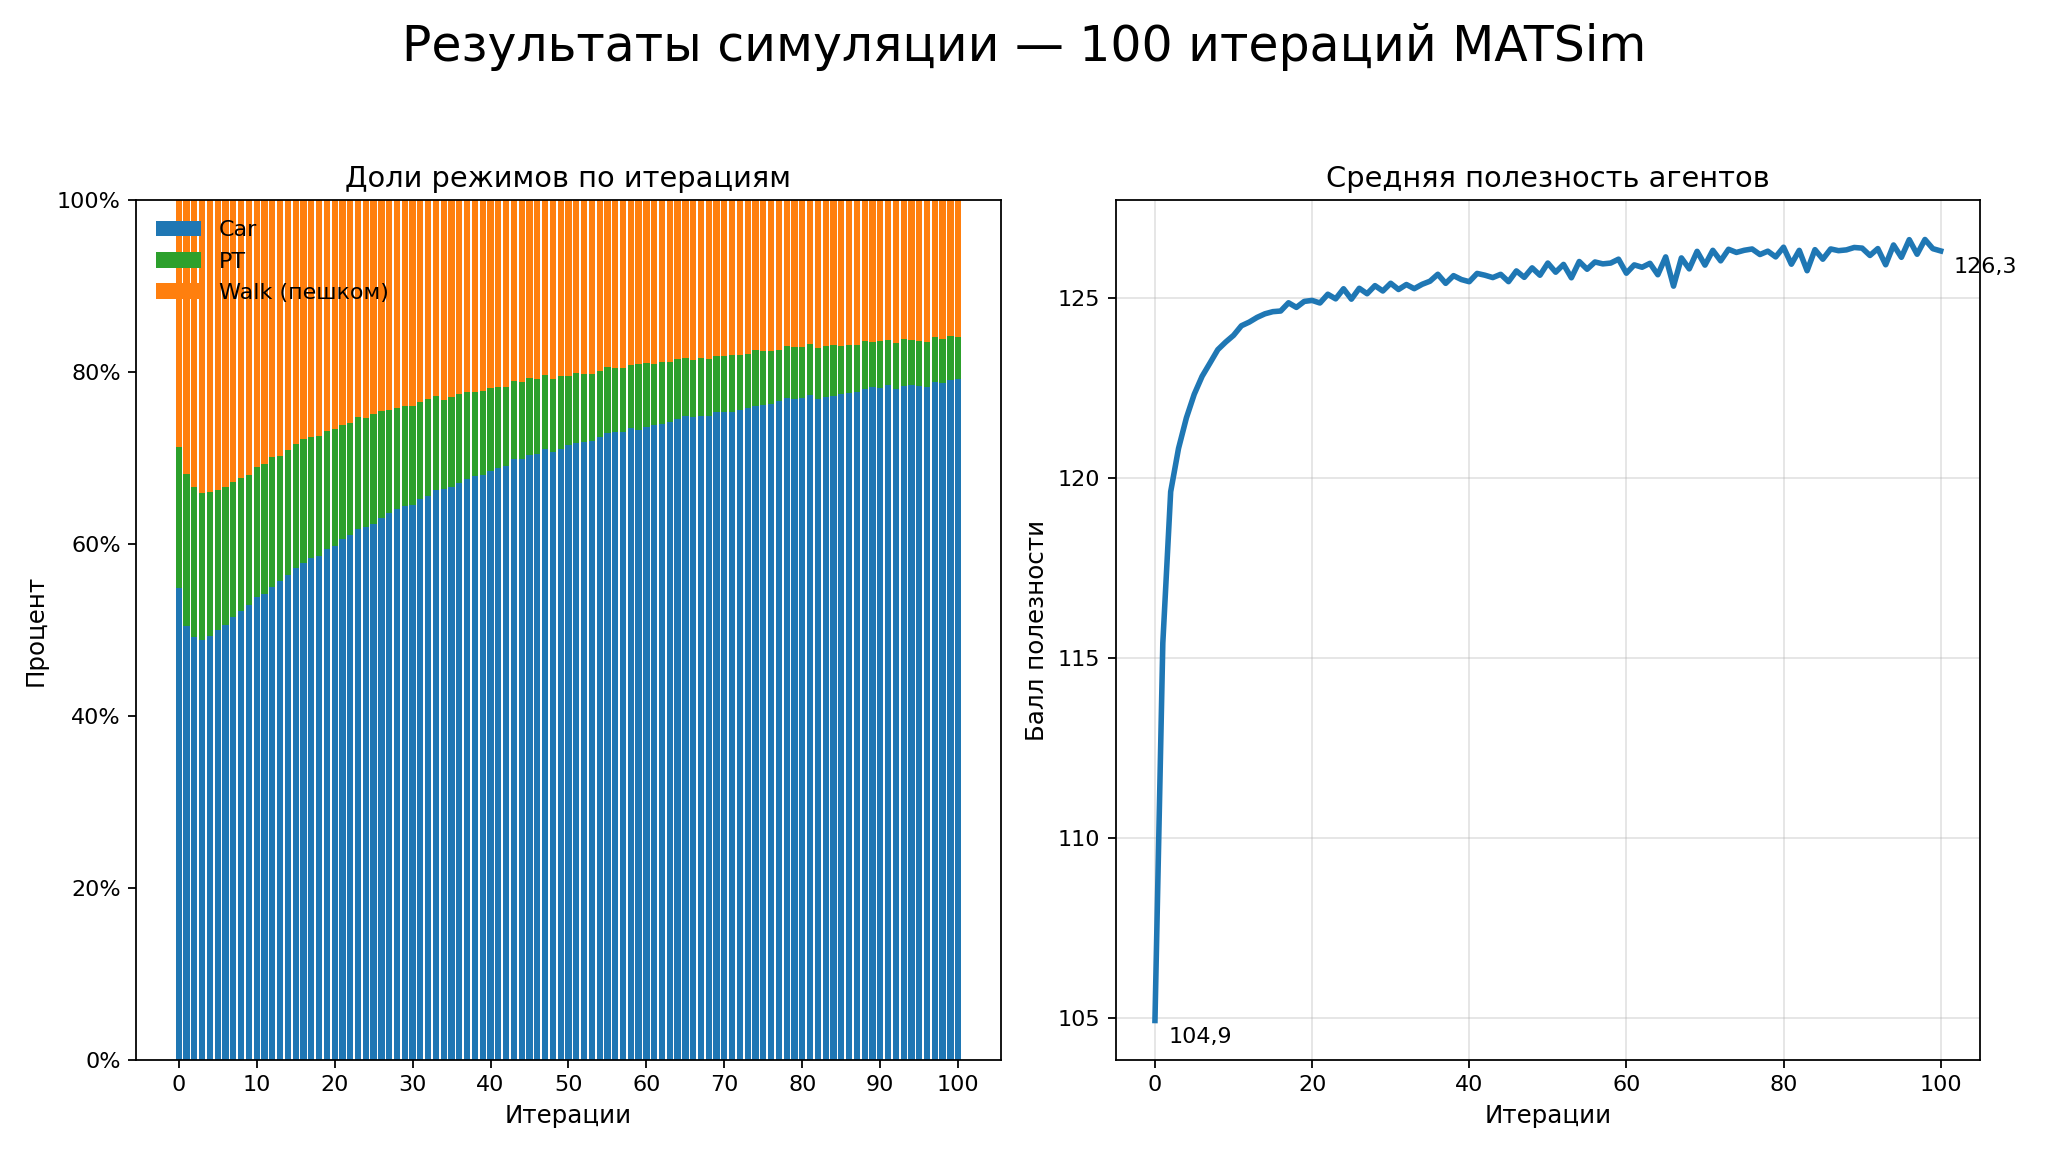 Результаты симуляции — 100 итераций MATSim
Доли режимов по итерациям
100%
80%
60%
40%
20%
0%
Процент
Car
PT
Walk (пешком)
0 10 20 30 40 50 60 70 80 90 100
Итерации
Средняя полезность агентов
125
120
115
110
105
Балл полезности
126,3
104,9
0 20 40 60 80 100
Итерации